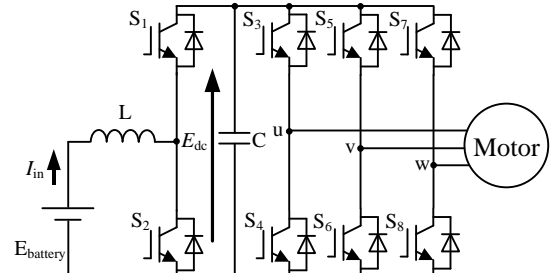 S1 S3 S5 S7
L
Edc
C
u
v
w
Motor
Iin
S2 S4 S6 S8
Ebattery